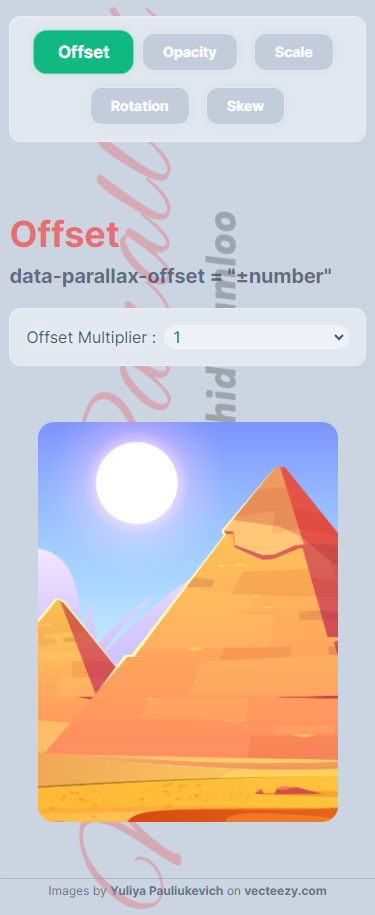 Offset
Opacity
Scale
Rotation
Skew
Offset
data-parallax-offset = "±number"
Offset Multiplier :
1
Images by Yuliya Pauliukevich on vecteezy.com